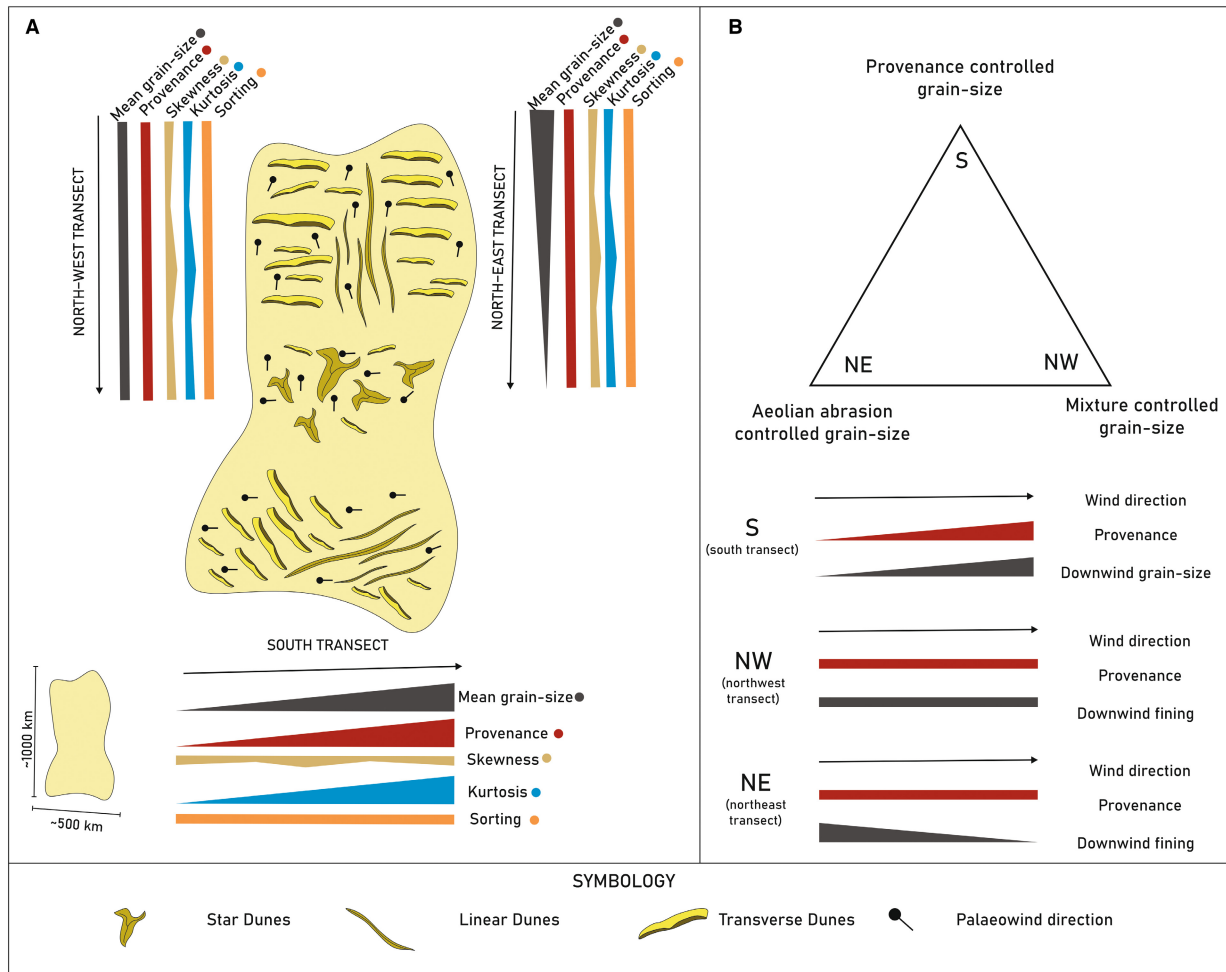 A
Mean grain-size
Provenance
Skewness
Kurtosis
Sorting
NORTH-WEST TRANSECT
Mean grain-size
Provenance
Skewness
Kurtosis
Sorting
NORTH-EAST TRANSECT
SOUTH TRANSECT
Mean grain-size
Provenance
Skewness
Kurtosis
Sorting
~1000 km
~500 km
B
Provenance controlled
grain-size
S
NE
NW
Aeolian abrasion
controlled grain-size
Mixture controlled
grain-size
S
(south transect)
Wind direction
Provenance
Downwind grain-size
NW
(northwest
transect)
Wind direction
Provenance
Downwind fining
NE
(northeast
transect)
Wind direction
Provenance
Downwind fining
SYMBOLOGY
Star Dunes
Linear Dunes
Transverse Dunes
Palaeowind direction